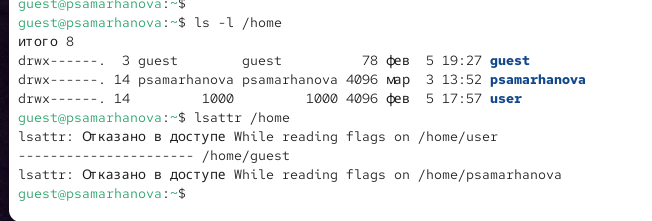 guest@psamarhanova:~$
guest@psamarhanova:~$ ls -l /home
итого 8
drwx------.  3 guest        guest          78 фев  5 19:27 guest
drwx------. 14 psamarhanova psamarhanova 4096 мар  3 13:52 psamarhanova
drwx------. 14         1000         1000 4096 фев  5 17:57 user
guest@psamarhanova:~$ lsattr /home
lsattr: Отказано в доступе While reading flags on /home/user
---------------------- /home/guest
lsattr: Отказано в доступе While reading flags on /home/psamarhanova
guest@psamarhanova:~$